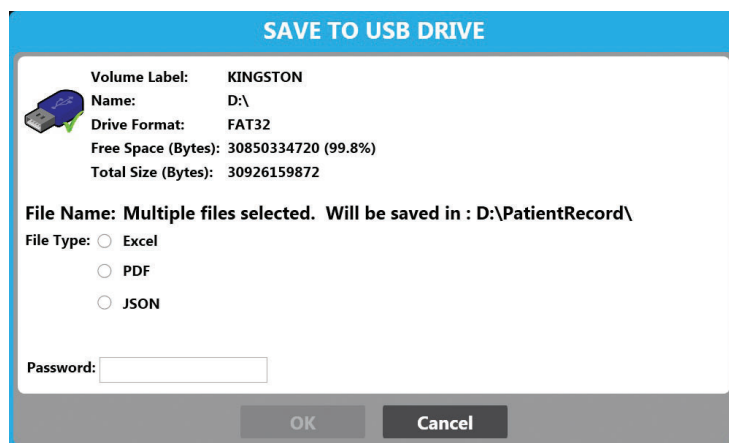 SAVE TO USB DRIVE
Volume Label: KINGSTON
Name: D:\
Drive Format: FAT32
Free Space (Bytes): 30850334720 (99.8%)
Total Size (Bytes): 30926159872
File Name: Multiple files selected. Will be saved in : D:\PatientRecord\
File Type: Excel
PDF
JSON
Password:
OK Cancel